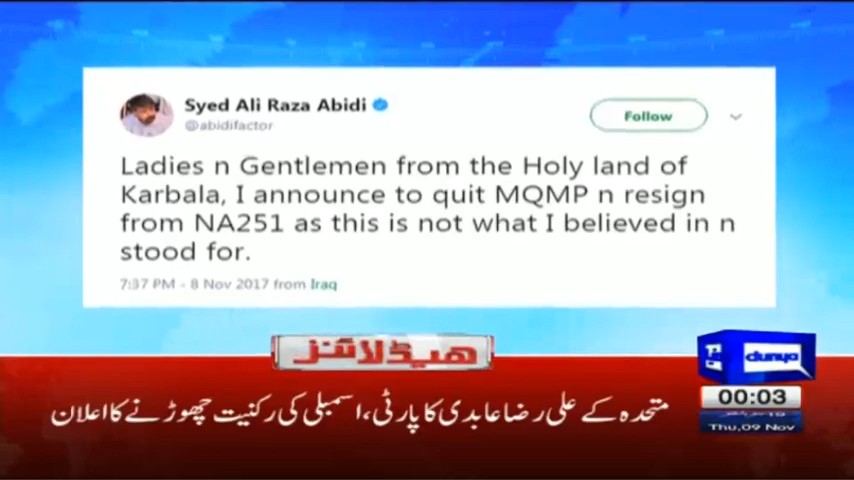 Syed Ali Raza Abidi
@abidifactor
Follow
Ladies n Gentlemen from the Holy land of
Karbala, I announce to quit MQMP n resign
from NA251 as this is not what I believed in n
stood for.
7:37 PM - 8 Nov 2017 from Iraq
ہیڈلائنز
متحدہ کے علی رضا عابدی کا پارٹی، اسمبلی کی رکنیت چھوڑنے کا اعلان
dunya
00:03
Thu,09 Nov